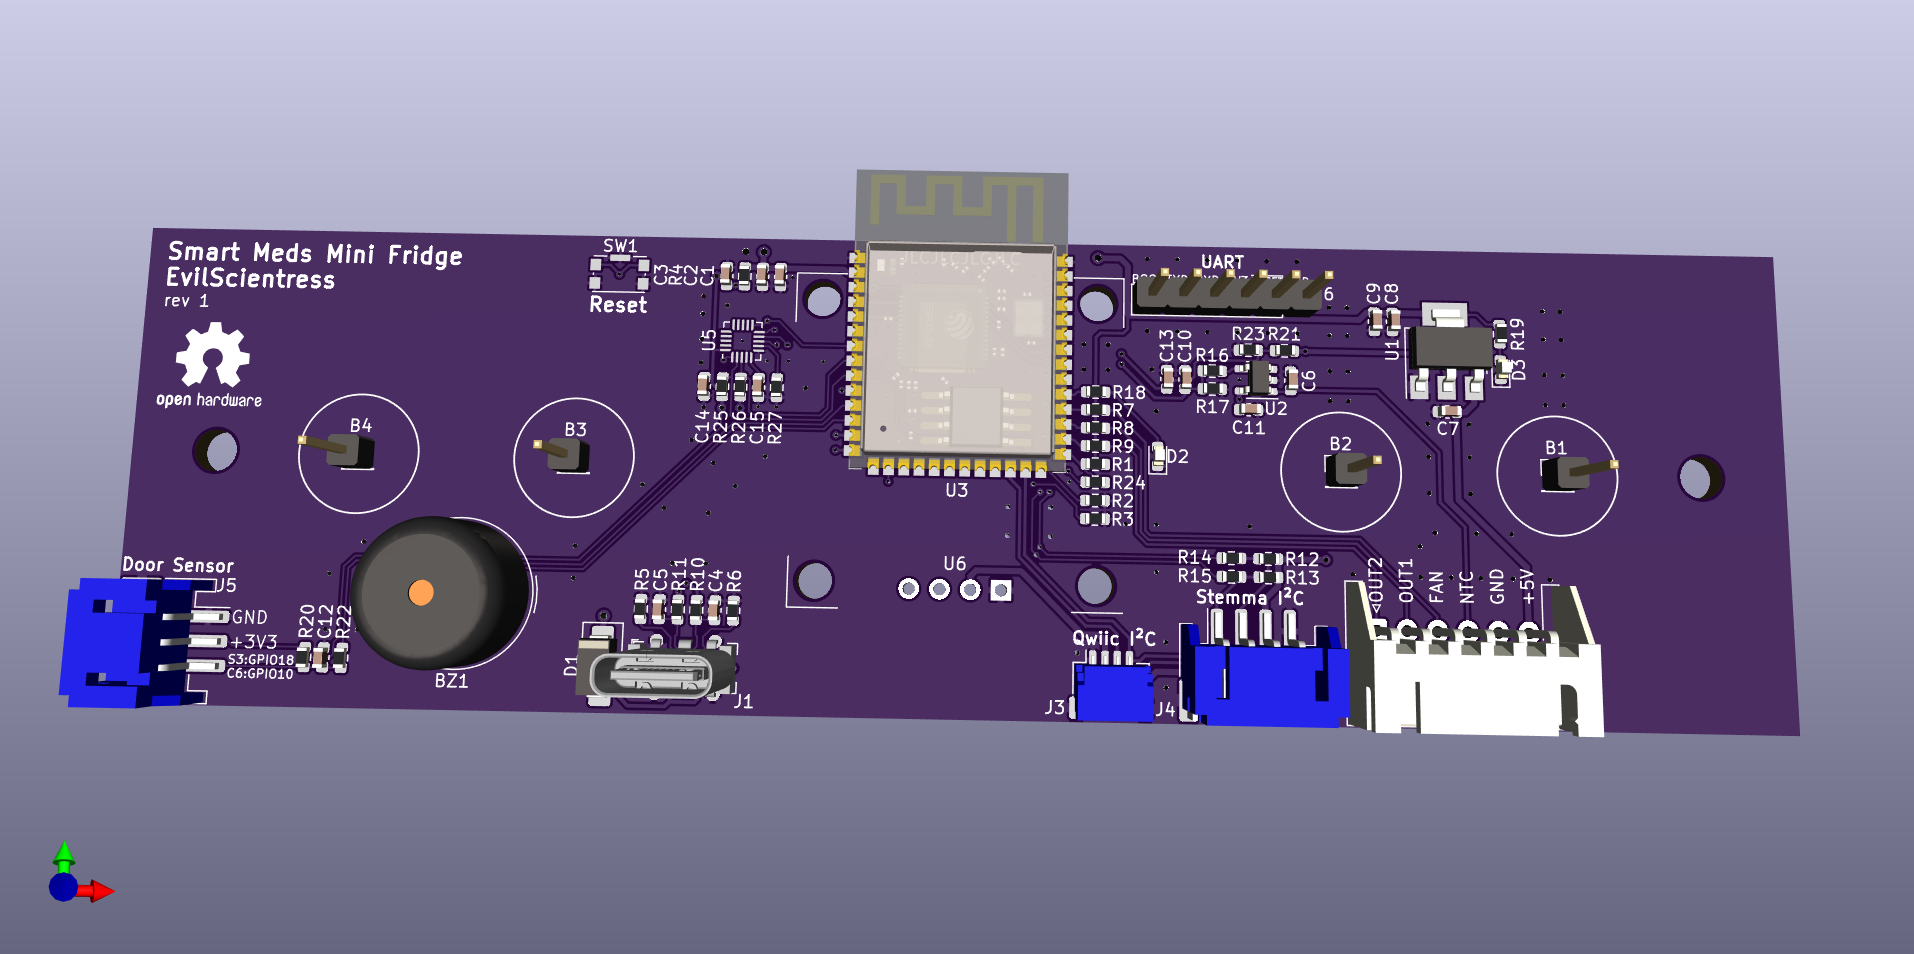 Smart Meds Mini Fridge
EvilScientress
rev 1
open hardware
SW1
Reset
C3
R4
C2
C1
U5
C14
R25
R26
C15
R27
B4
B3
U3
UART
6
C9
C8
U1
R19
D3
C7
C13
C10
R16
R17
R23
R21
U2
C6
C11
R18
R7
R8
R9
R1
R24
R2
R3
D2
B2
B1
Door Sensor
J5
GND
+3V3
S3:GPIO18
C6:GPIO10
R20
C12
R22
BZ1
R5
C5
R11
R10
C4
R6
D1
J1
U6
R14
R12
R15
R13
Stemma I²C
Qwiic I²C
J3
J4
OUT2
OUT1
FAN
NTC
GND
+5V